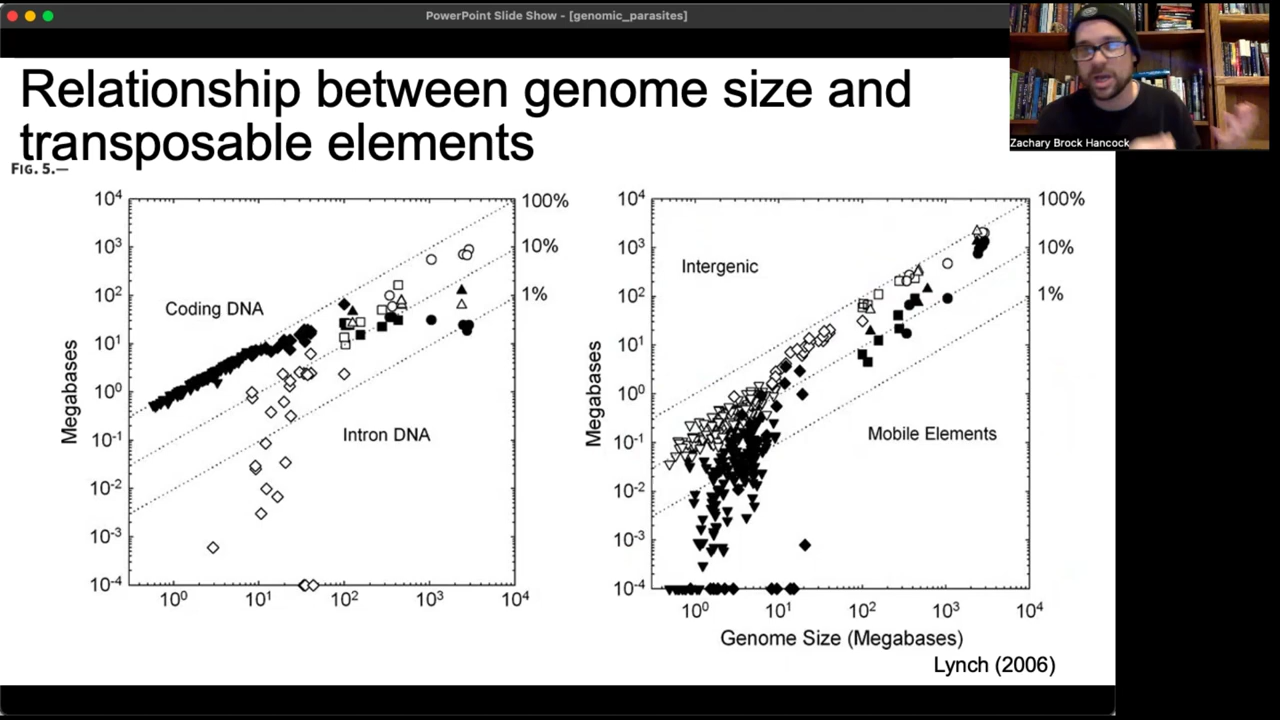 PowerPoint Slide Show - [genomic_parasites]
Zachary Brock Hancock
Relationship between genome size and
transposable elements
FIG. 5.—
10⁴
10³
10²
10¹
10⁰
10⁻¹
10⁻²
10⁻³
10⁻⁴
Megabases
Coding DNA
Intron DNA
100%
10%
1%
10⁰
10¹
10²
10³
10⁴
10⁴
10³
10²
10¹
10⁰
10⁻¹
10⁻²
10⁻³
10⁻⁴
Megabases
Intergenic
Mobile Elements
100%
10%
1%
10⁰
10¹
10²
10³
10⁴
Genome Size (Megabases)
Lynch (2006)